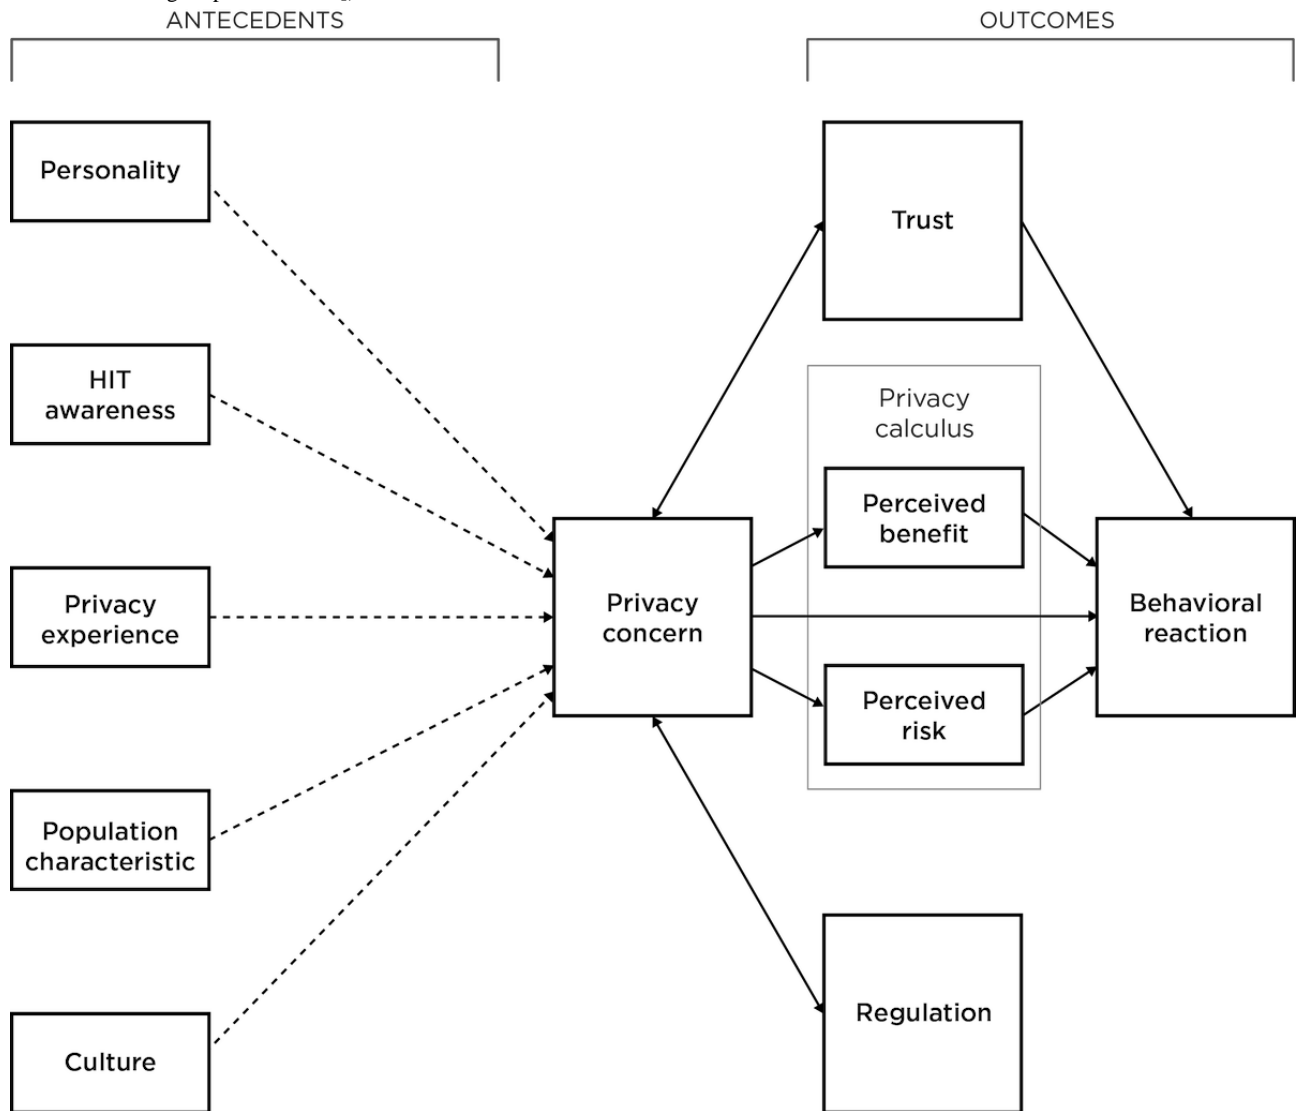 ANTECEDENTS
OUTCOMES
Personality
Trust
HIT
awareness
Privacy
calculus
Perceived
benefit
Privacy
experience
Privacy
concern
Behavioral
reaction
Perceived
risk
Population
characteristic
Regulation
Culture